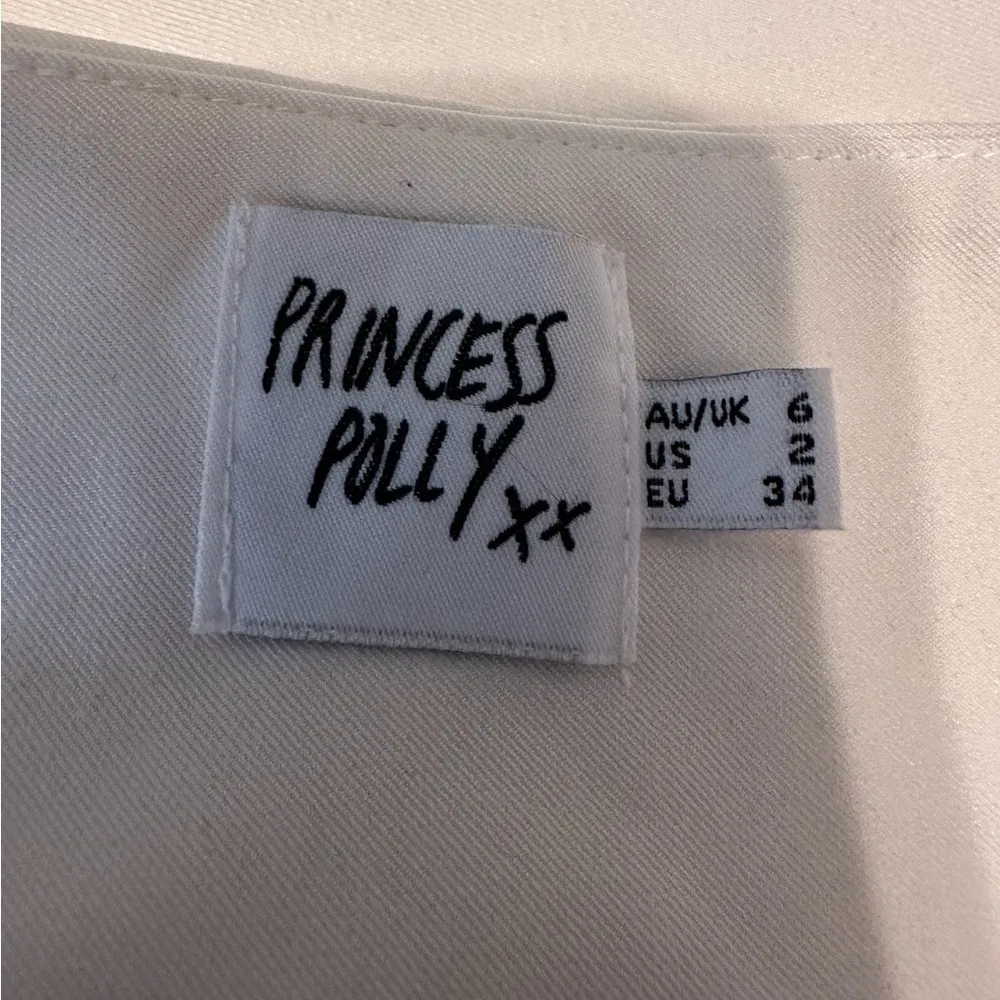 PRINCESS
POLLY xx
AU/UK 6
US 2
EU 34